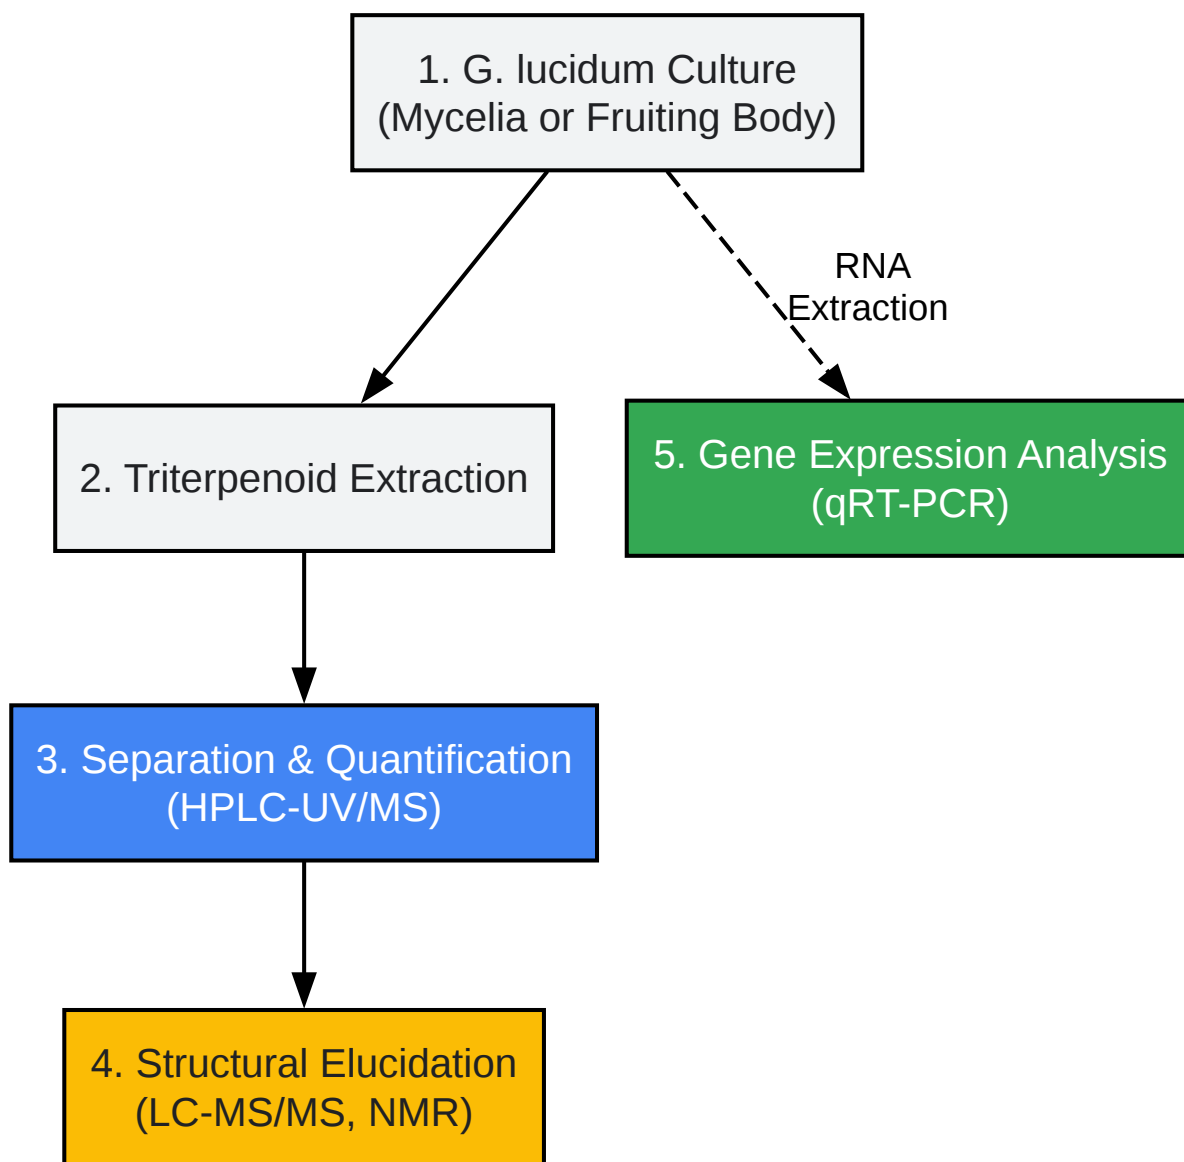 1. G. lucidum Culture
(Mycelia or Fruiting Body)
RNA
Extraction
2. Triterpenoid Extraction
5. Gene Expression Analysis
(qRT-PCR)
3. Separation & Quantification
(HPLC-UV/MS)
4. Structural Elucidation
(LC-MS/MS, NMR)